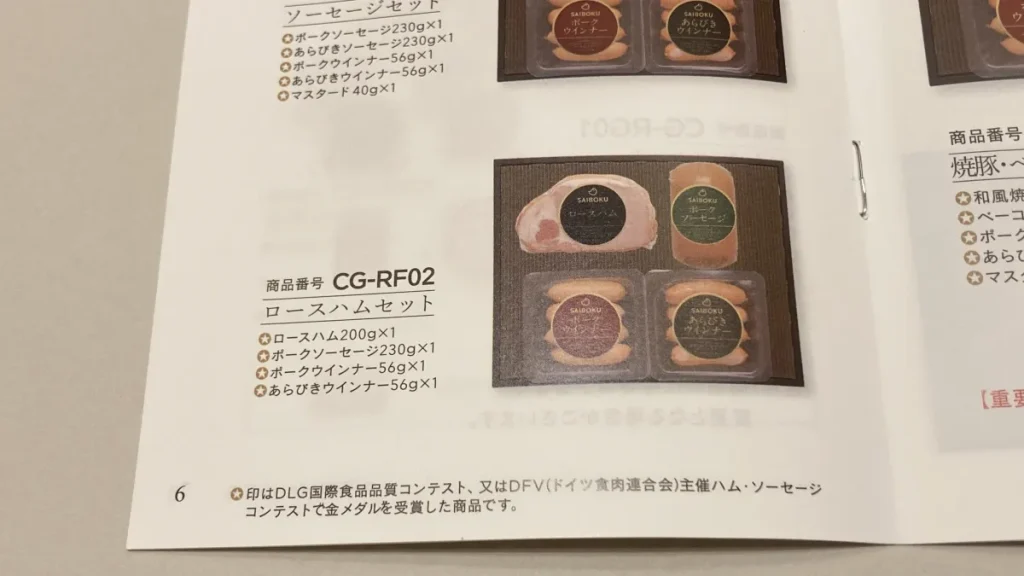 ソーセージセット
ポークソーセージ230g×1
あらびきソーセージ230g×1
ポークウインナー56g×1
あらびきウインナー56g×1
マスタード40g×1
SAIBOKU
ポーク
ウインナー
SAIBOKU
あらびき
ウインナー
商品番号 CG-RF02
ロースハムセット
ロースハム200g×1
ポークソーセージ230g×1
ポークウインナー56g×1
あらびきウインナー56g×1
SAIBOKU
ロースハム
SAIBOKU
ポーク
ソーセージ
SAIBOKU
ポーク
ウインナー
SAIBOKU
あらびき
ウインナー
6
印はDLG国際食品品質コンテスト、又はDFV(ドイツ食肉連合会)主催ハム・ソーセージ
コンテストで金メダルを受賞した商品です。
商品番号
焼豚・ベ
和風焼
ベーコ
ポーク
あらび
マス
【重要